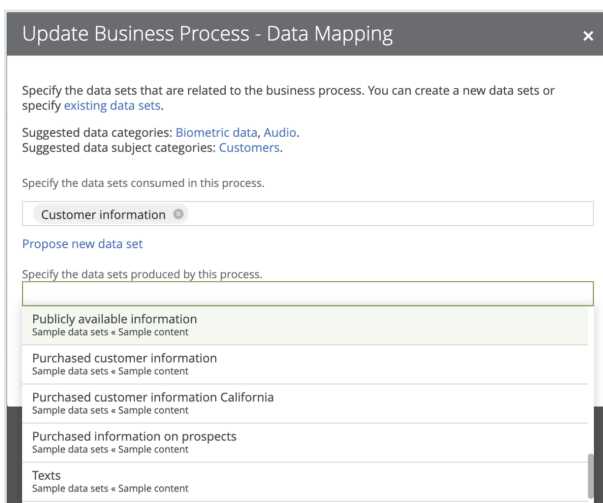 Update Business Process - Data Mapping ×
Specify the data sets that are related to the business process. You can create a new data sets or
specify existing data sets.
Suggested data categories: Biometric data, Audio.
Suggested data subject categories: Customers.
Specify the data sets consumed in this process.
Customer information
Propose new data set
Specify the data sets produced by this process.
Publicly available information
Sample data sets « Sample content
Purchased customer information
Sample data sets « Sample content
Purchased customer information California
Sample data sets « Sample content
Purchased information on prospects
Sample data sets « Sample content
Texts
Sample data sets « Sample content